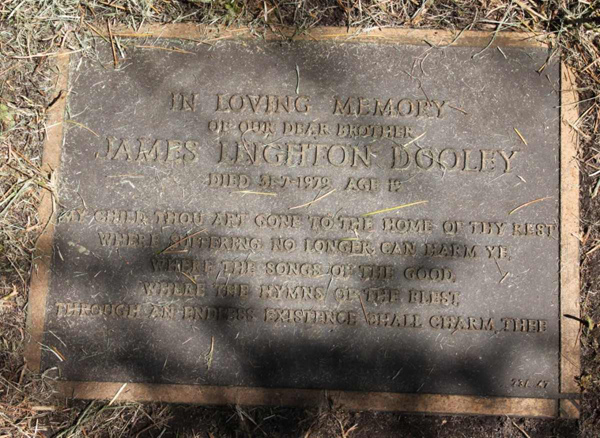 IN LOVING MEMORY
OF OUR DEAR BROTHER
JAMES LIGHTON DOOLEY
DIED 31-7-1979 AGE
MY CHILD THOU ART GONE TO THE HOME OF THY REST
WHERE SUFFERING NO LONGER CAN HARM YE,
WHERE THE SONGS OF THE GOOD,
WHERE THE HYMNS OF THE BLEST
THROUGH AN ENDLESS EXISTENCE SHALL CHARM THEE